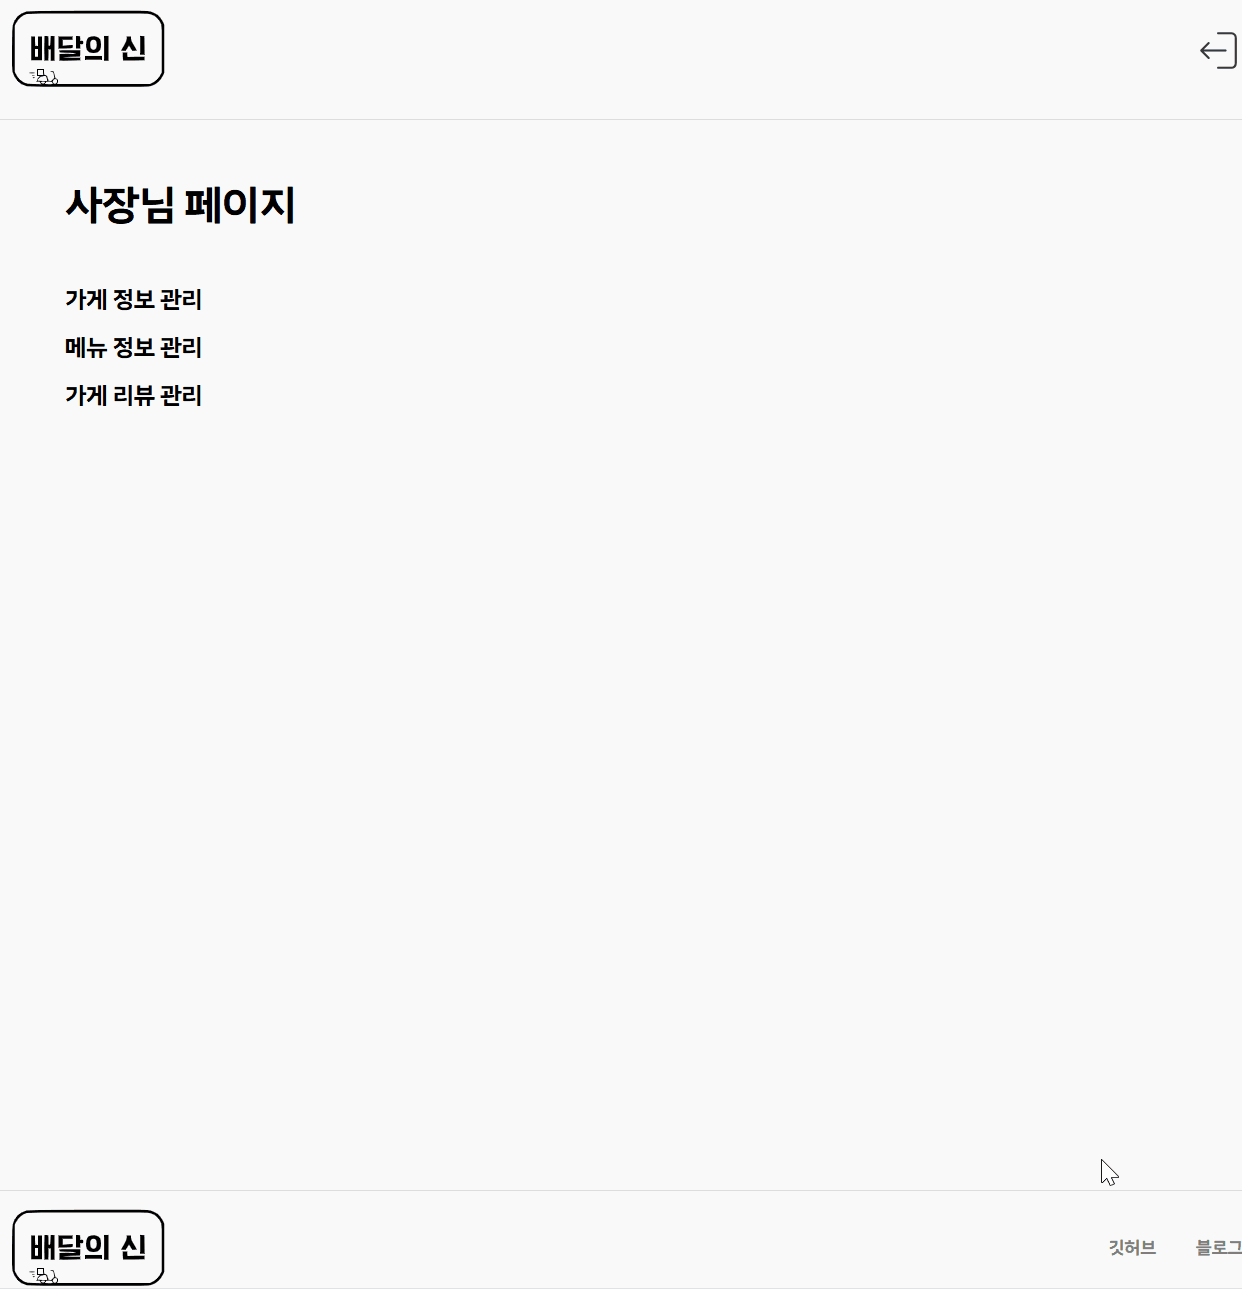 배달의 신
사장님 페이지
가게 정보 관리
메뉴 정보 관리
가게 리뷰 관리
배달의 신
깃허브 블로그